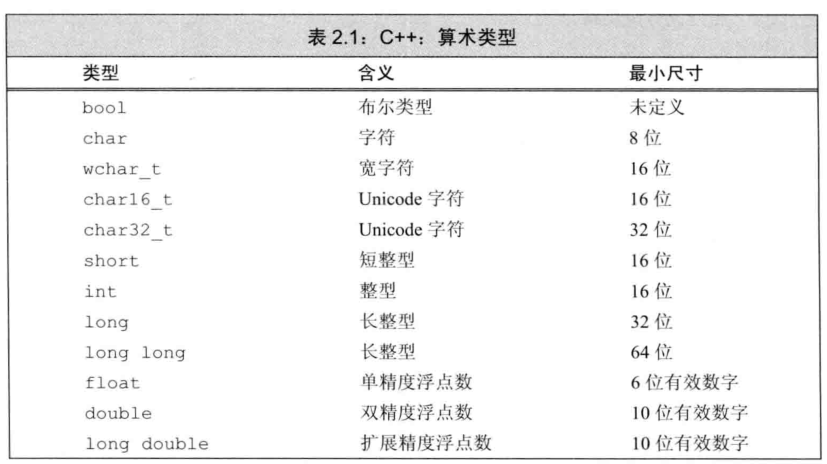 表 2.1：C++：算术类型
类型 含义 最小尺寸
bool 布尔类型 未定义
char 字符 8 位
wchar_t 宽字符 16 位
char16_t Unicode 字符 16 位
char32_t Unicode 字符 32 位
short 短整型 16 位
int 整型 16 位
long 长整型 32 位
long long 长整型 64 位
float 单精度浮点数 6 位有效数字
double 双精度浮点数 10 位有效数字
long double 扩展精度浮点数 10 位有效数字